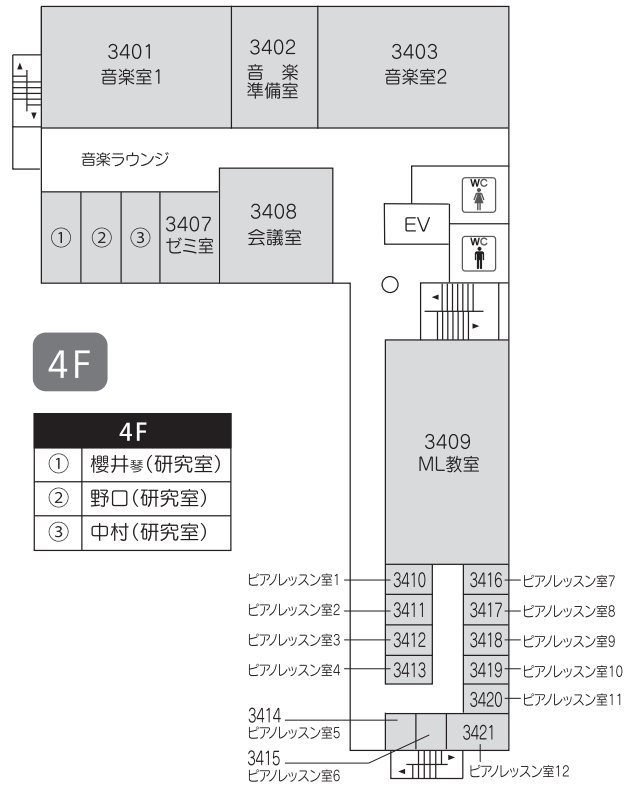 3401
音楽室1
3402
音　楽
準備室
3403
音楽室2
音楽ラウンジ
①
②
③
3407
ゼミ室
3408
会議室
WC
EV
WC
4F
3409
ML教室
4F
① 櫻井琴(研究室)
② 野口(研究室)
③ 中村(研究室)
ピアノレッスン室1 3410
3416 ピアノレッスン室7
ピアノレッスン室2 3411
3417 ピアノレッスン室8
ピアノレッスン室3 3412
3418 ピアノレッスン室9
ピアノレッスン室4 3413
3419 ピアノレッスン室10
3420 ピアノレッスン室11
3414
ピアノレッスン室5
3421
3415
ピアノレッスン室6
ピアノレッスン室12